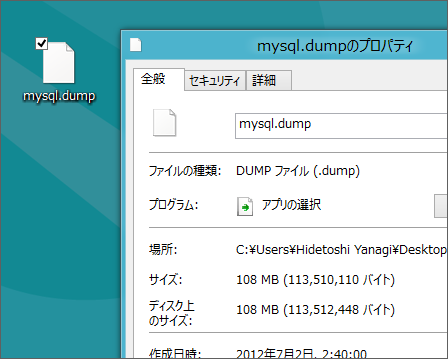 mysql.dump
mysql.dumpのプロパティ
全般 セキュリティ 詳細
mysql.dump
ファイルの種類: DUMP ファイル (.dump)
プログラム: アプリの選択
場所: C:¥Users¥Hidetoshi Yanagi¥Desktop
サイズ: 108 MB (113,510,110 バイト)
ディスク上
のサイズ: 108 MB (113,512,448 バイト)
作成日時: 2012年7月2日、2:40:00